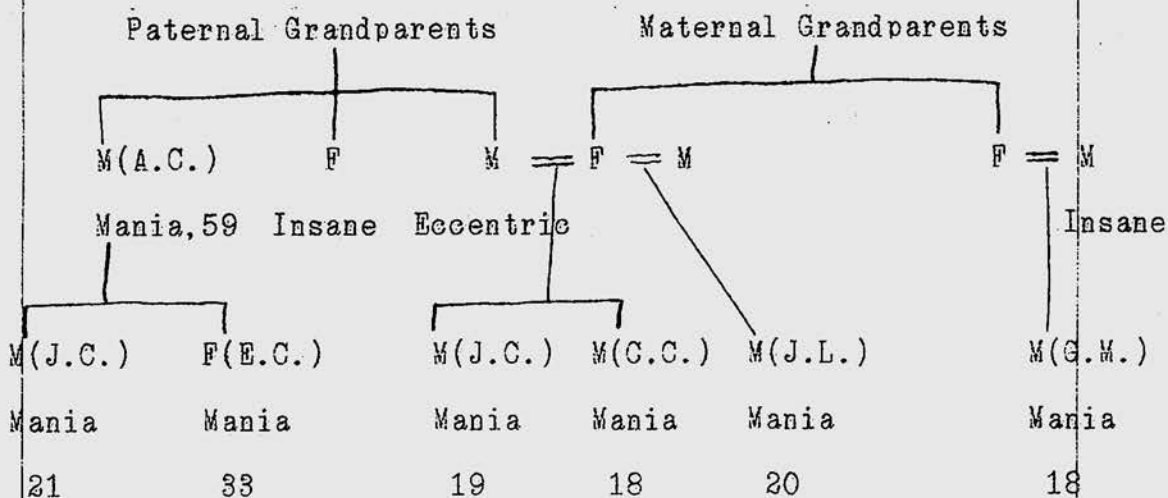 Paternal Grandparents Maternal Grandparents
M(A.C.) F M = F = M F = M
Mania,59 Insane Eccentric Insane
M(J.C.) F(E.C.) M(J.C.) M(C.C.) M(J.L.) M(G.M.)
Mania Mania Mania Mania Mania Mania
21 33 19 18 20 18